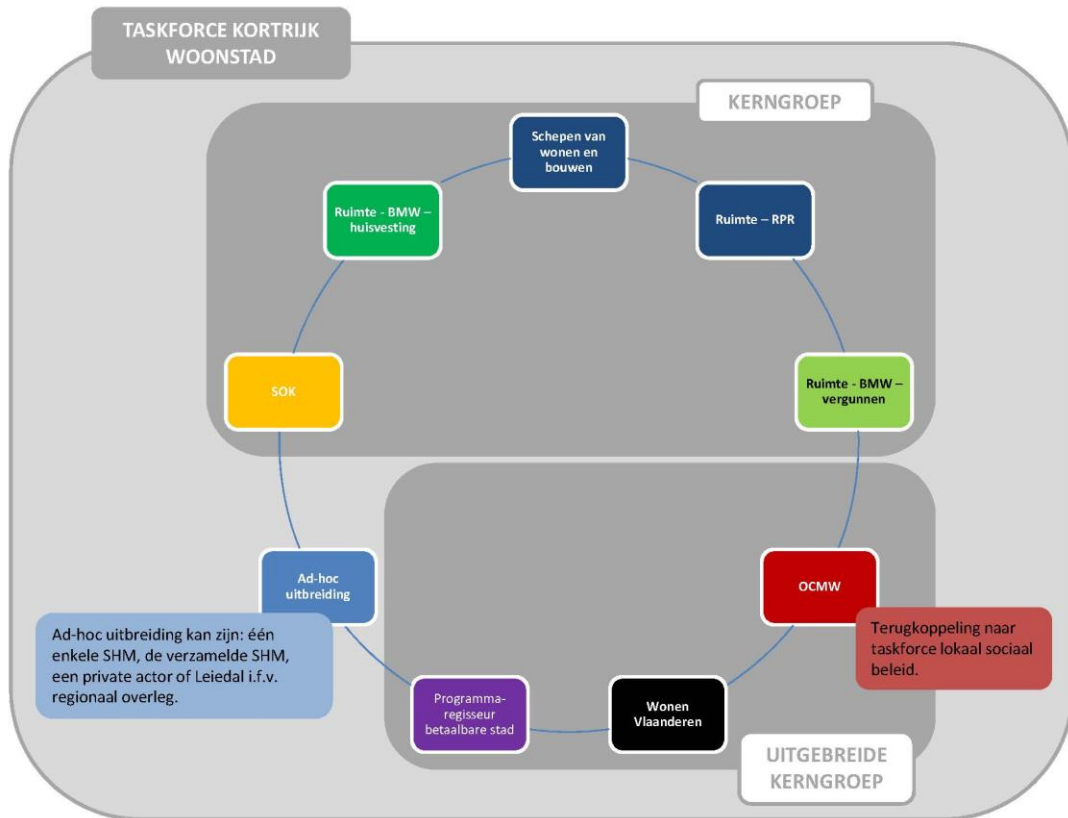 TASKFORCE KORTRIJK
WOONSTAD
KERNGROEP
Schepen van
wonen en
bouwen
Ruimte - BMW –
huisvesting
Ruimte – RPR
SOK
Ruimte - BMW –
vergunnen
Ad-hoc
uitbreiding
OCMW
Ad-hoc uitbreiding kan zijn: één
enkele SHM, de verzamelde SHM,
een private actor of Leiedal i.f.v.
regionaal overleg.
Terugkoppeling naar
taskforce lokaal sociaal
beleid.
Programma-
regisseur
betaalbare stad
Wonen
Vlaanderen
UITGEBREIDE
KERNGROEP